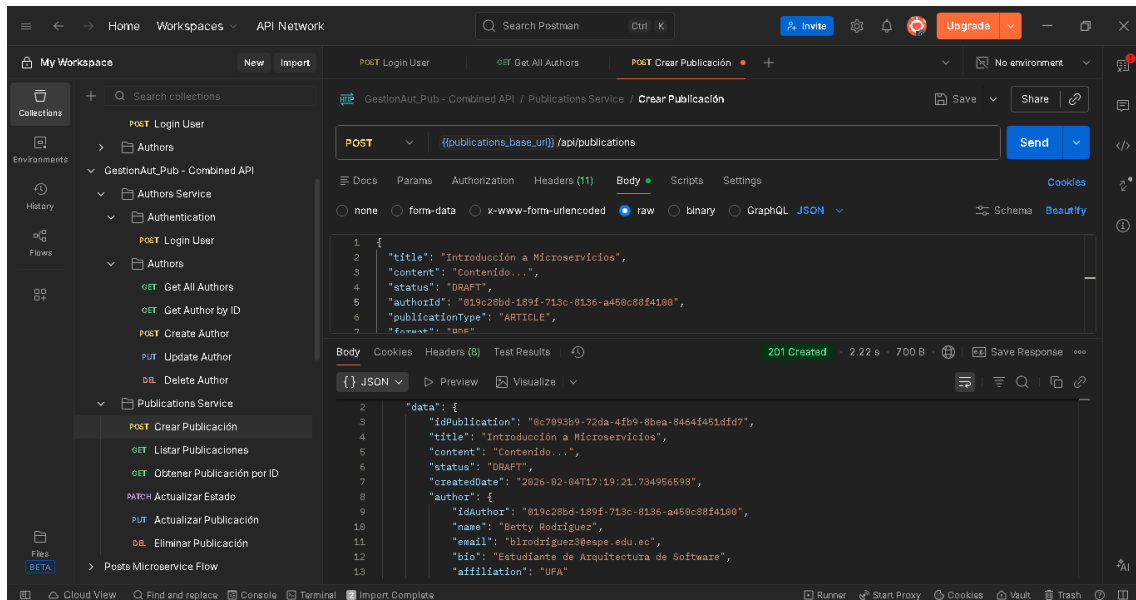 Home Workspaces API Network Search Postman Ctrl K Invite Upgrade
My Workspace New Import POST Login User GET Get All Authors POST Crear Publicación No environment
Collections
Environments
History
Flows
Files
BETA
Search collections
POST Login User
Authors
GestionAut_Pub - Combined API
Authors Service
Authentication
POST Login User
Authors
GET Get All Authors
GET Get Author by ID
POST Create Author
PUT Update Author
DEL Delete Author
Publications Service
POST Crear Publicación
GET Listar Publicaciones
GET Obtener Publicación por ID
PATCH Actualizar Estado
PUT Actualizar Publicación
DEL Eliminar Publicación
Posts Microservice Flow
HTTP GestionAut_Pub - Combined API / Publications Service / Crear Publicación Save Share
POST {{publications_base_url}} /api/publications Send
Docs Params Authorization Headers (11) Body Scripts Settings Cookies
none form-data x-www-form-urlencoded raw binary GraphQL JSON Schema Beautify
1 {
2 "title": "Introducción a Microservicios",
3 "content": "Contenido...",
4 "status": "DRAFT",
5 "authorId": "019c28bd-189f-713c-8136-a450c88f4100",
6 "publicationType": "ARTICLE",
7 "format": "PDF"
Body Cookies Headers (8) Test Results 201 Created 2.22 s 700 B Save Response
{} JSON Preview Visualize
2 "data": {
3 "idPublication": "0c7093b9-72da-4fb9-8bea-8464f451dfd7",
4 "title": "Introducción a Microservicios",
5 "content": "Contenido...",
6 "status": "DRAFT",
7 "createdDate": "2026-02-04T17:19:21.734956598",
8 "author": {
9 "idAuthor": "019c28bd-189f-713c-8136-a450c88f4100",
10 "name": "Betty Rodriguez",
11 "email": "blrodriguez3@espe.edu.ec",
12 "bio": "Estudiante de Arquitectura de Software",
13 "affiliation": "UFA"
AI
Cloud View Find and replace Console Terminal 2 Import Complete Runner Start Proxy Cookies Vault Trash